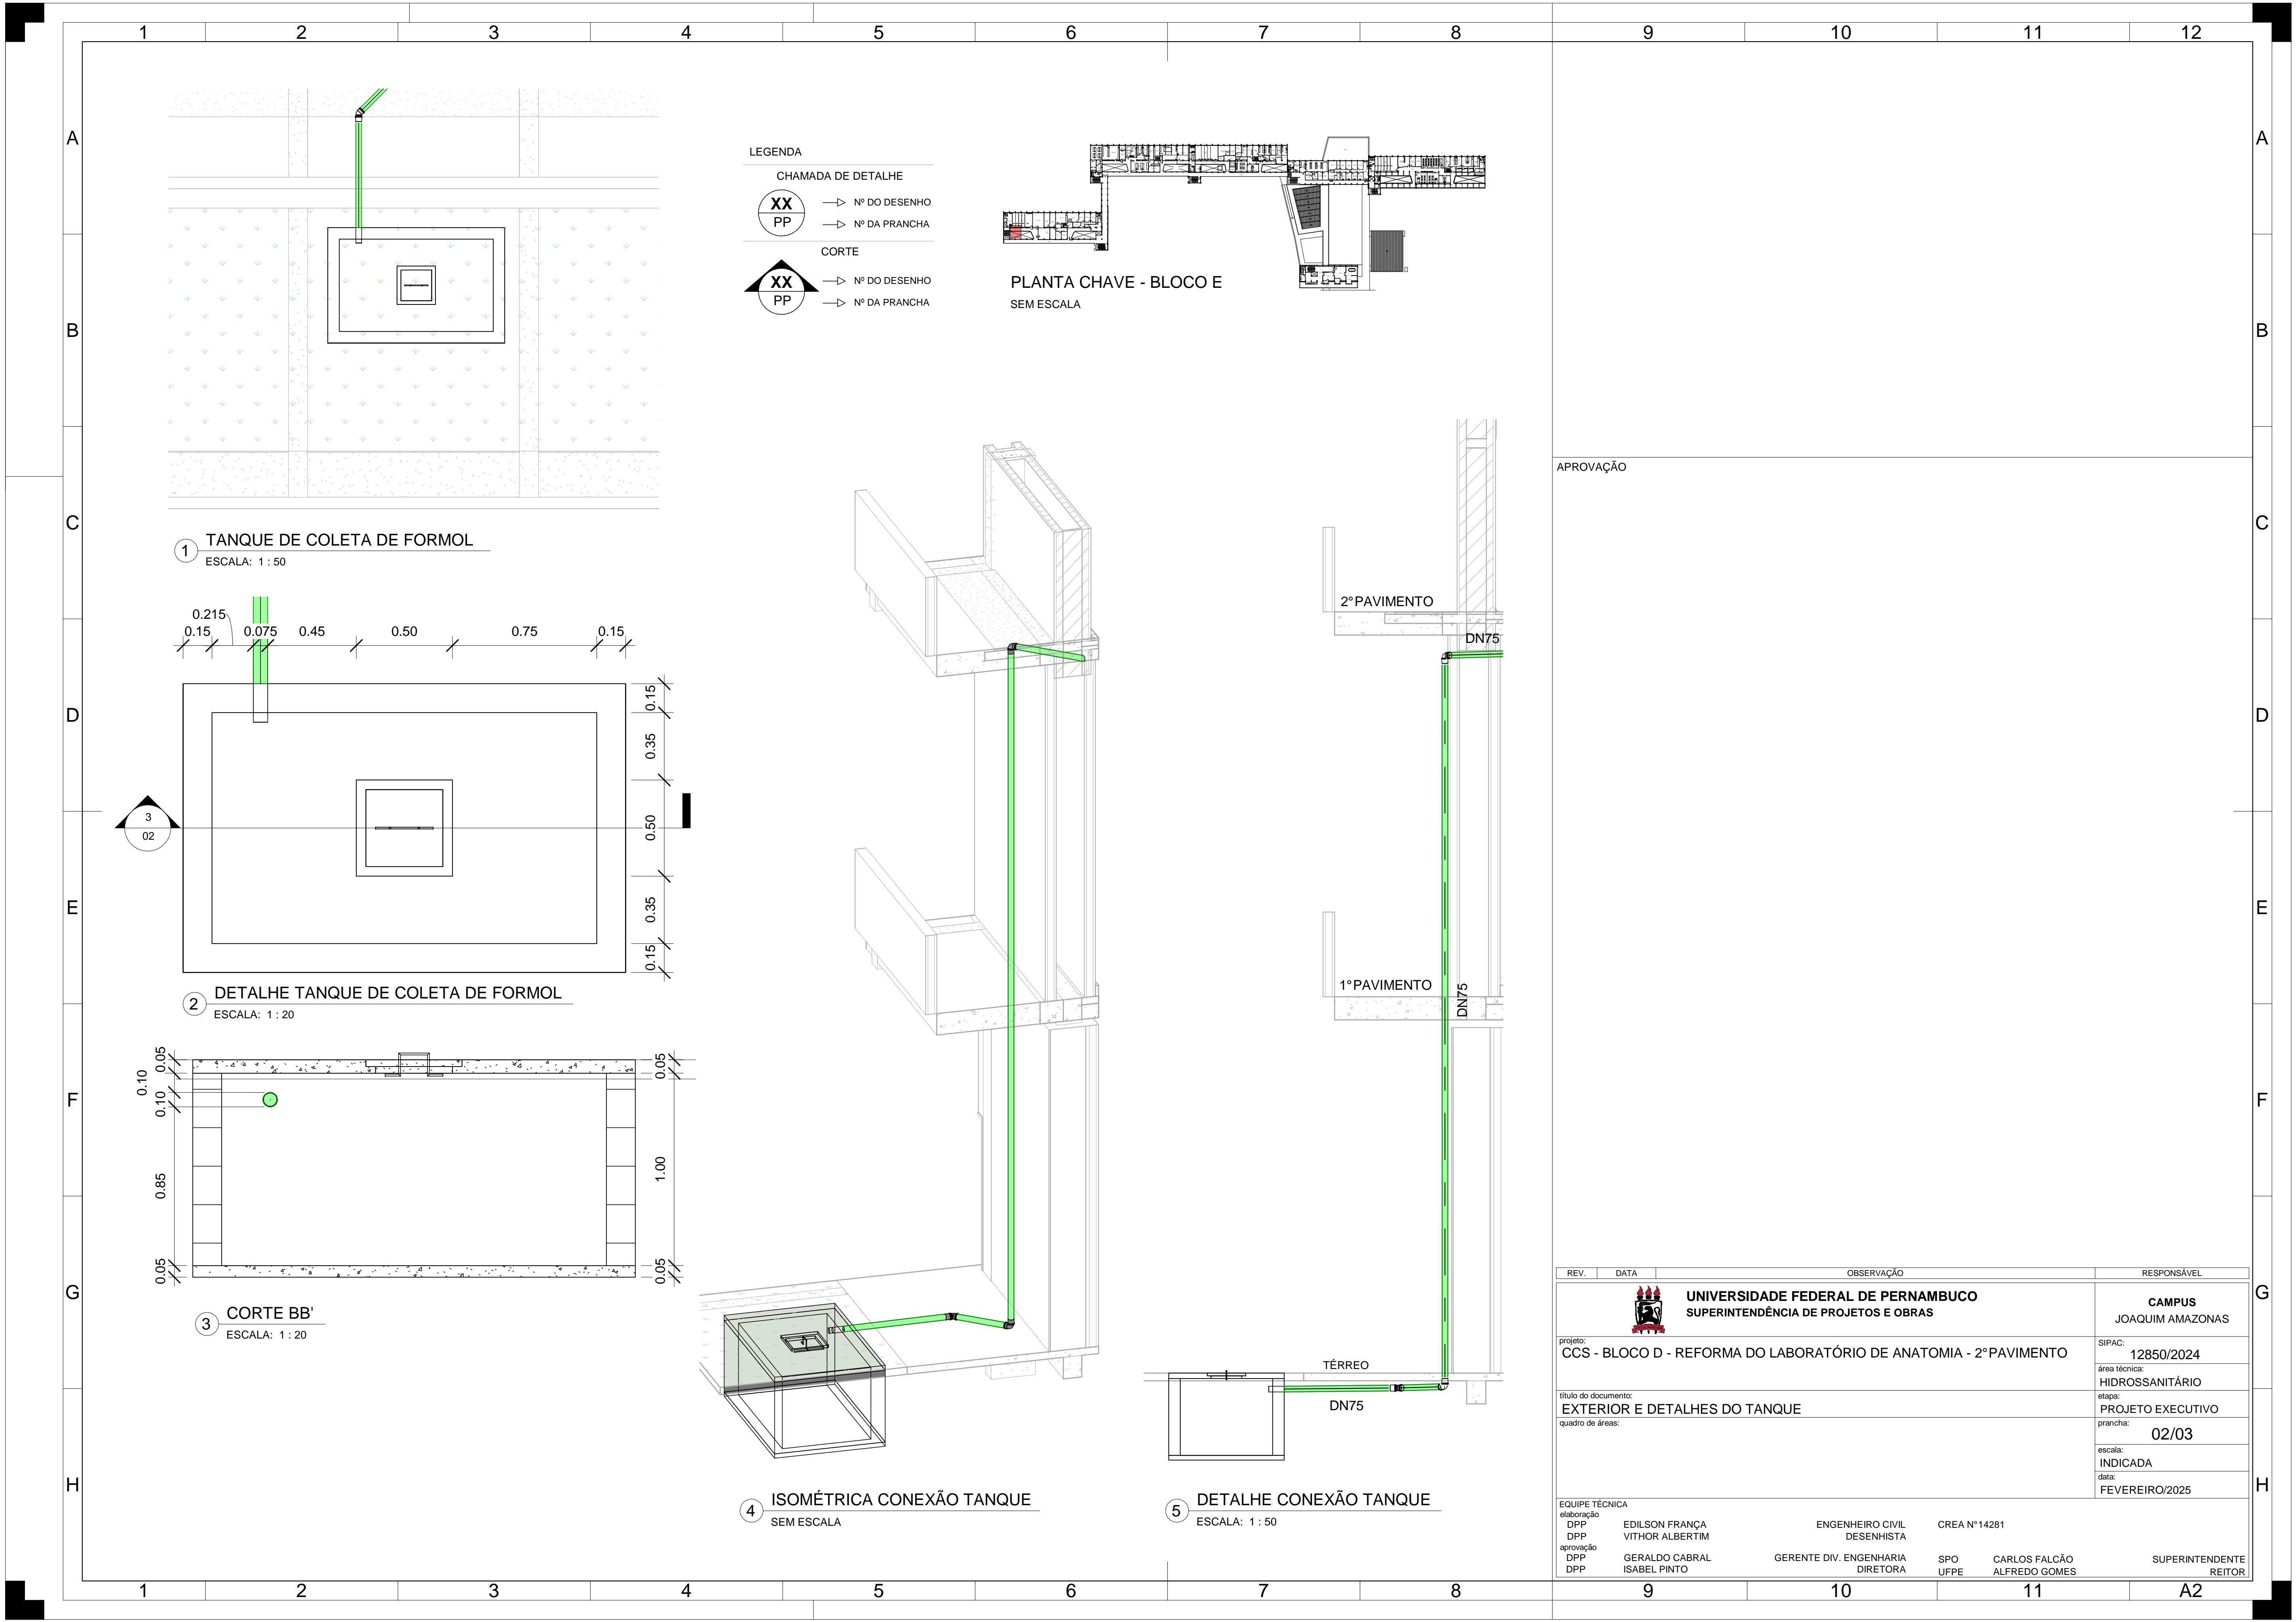 1 2 3 4 5 6 7 8 9 10 11 12
A A
B B
C C
D D
E E
F F
G G
H H
LEGENDA
CHAMADA DE DETALHE
XX
PP
Nº DO DESENHO
Nº DA PRANCHA
CORTE
XX
PP
Nº DO DESENHO
Nº DA PRANCHA
PLANTA CHAVE - BLOCO E
SEM ESCALA
1 TANQUE DE COLETA DE FORMOL
ESCALA: 1 : 50
0.215
0.15 0.075 0.45 0.50 0.75 0.15
0.15
0.35
0.50
0.35
0.15
3
02
2 DETALHE TANQUE DE COLETA DE FORMOL
ESCALA: 1 : 20
0.05
0.10
0.10
0.85
0.05
0.05
1.00
0.05
3 CORTE BB'
ESCALA: 1 : 20
4 ISOMÉTRICA CONEXÃO TANQUE
SEM ESCALA
2° PAVIMENTO
DN75
1° PAVIMENTO
DN75
TÉRREO
DN75
5 DETALHE CONEXÃO TANQUE
ESCALA: 1 : 50
APROVAÇÃO
REV. DATA OBSERVAÇÃO RESPONSÁVEL
UNIVERSIDADE FEDERAL DE PERNAMBUCO
SUPERINTENDÊNCIA DE PROJETOS E OBRAS
CAMPUS
JOAQUIM AMAZONAS
projeto:
CCS - BLOCO D - REFORMA DO LABORATÓRIO DE ANATOMIA - 2° PAVIMENTO
SIPAC:
12850/2024
área técnica:
HIDROSSANITÁRIO
título do documento:
EXTERIOR E DETALHES DO TANQUE
etapa:
PROJETO EXECUTIVO
quadro de áreas:
prancha:
02/03
escala:
INDICADA
data:
FEVEREIRO/2025
EQUIPE TÉCNICA
elaboração
DPP EDILSON FRANÇA ENGENHEIRO CIVIL CREA N°14281
DPP VITHOR ALBERTIM DESENHISTA
aprovação
DPP GERALDO CABRAL GERENTE DIV. ENGENHARIA SPO CARLOS FALCÃO SUPERINTENDENTE
DPP ISABEL PINTO DIRETORA UFPE ALFREDO GOMES REITOR
1 2 3 4 5 6 7 8 9 10 11 A2